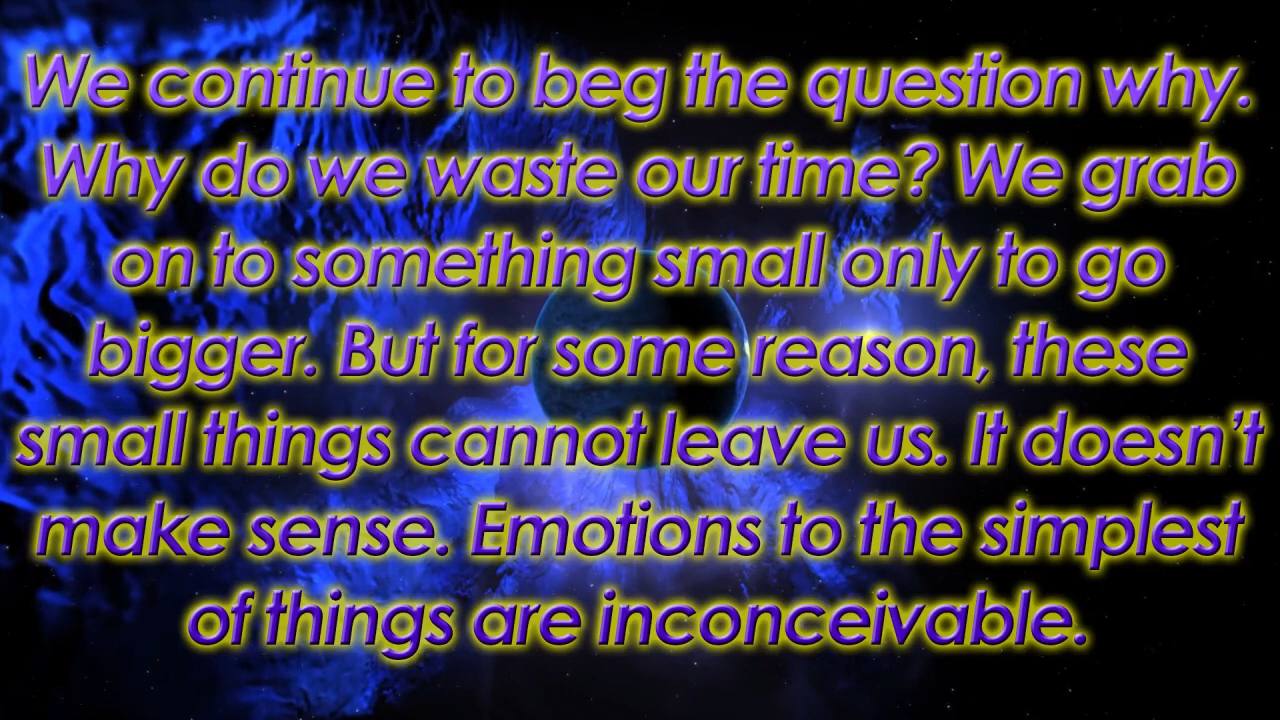 We continue to beg the question why.
Why do we waste our time? We grab
on to something small only to go
bigger. But for some reason, these
small things cannot leave us. It doesn’t
make sense. Emotions to the simplest
of things are inconceivable.